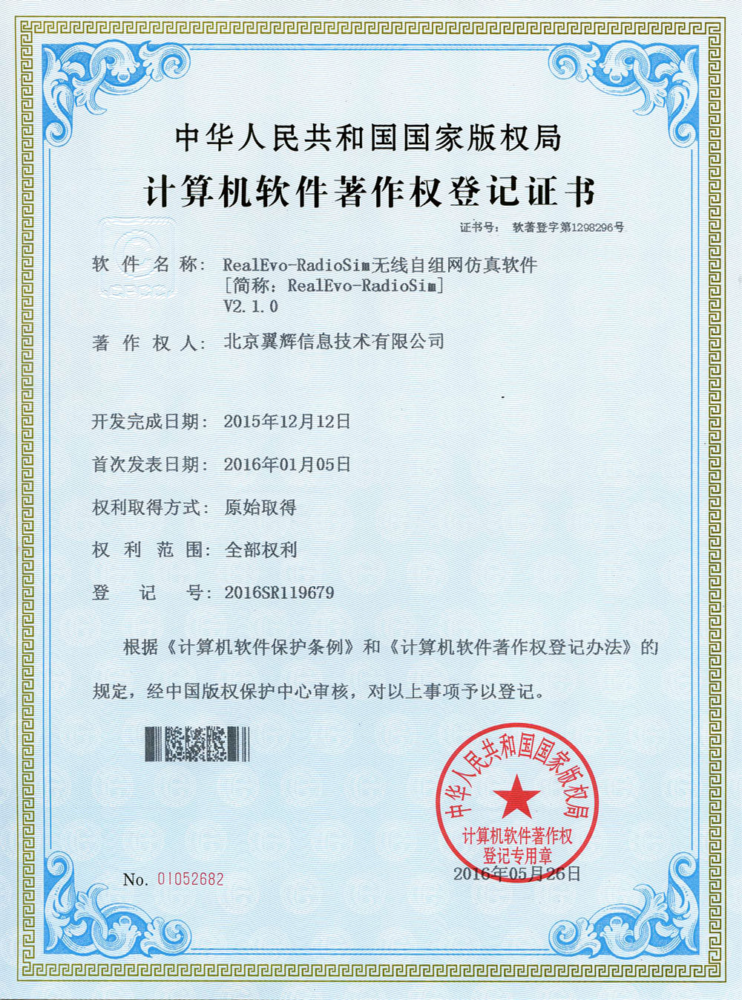 中华人民共和国国家版权局
计算机软件著作权登记证书
证书号： 软著登字第1298296号
软件名称： RealEvo-RadioSim无线自组网仿真软件
[简称：RealEvo-RadioSim]
V2.1.0
著作权人： 北京翼辉信息技术有限公司
开发完成日期： 2015年12月12日
首次发表日期： 2016年01月05日
权利取得方式： 原始取得
权利范围： 全部权利
登记号： 2016SR119679
根据《计算机软件保护条例》和《计算机软件著作权登记办法》的
规定，经中国版权保护中心审核，对以上事项予以登记。
中华人民共和国国家版权局
计算机软件著作权
登记专用章
2016年05月26日
No. 01052682